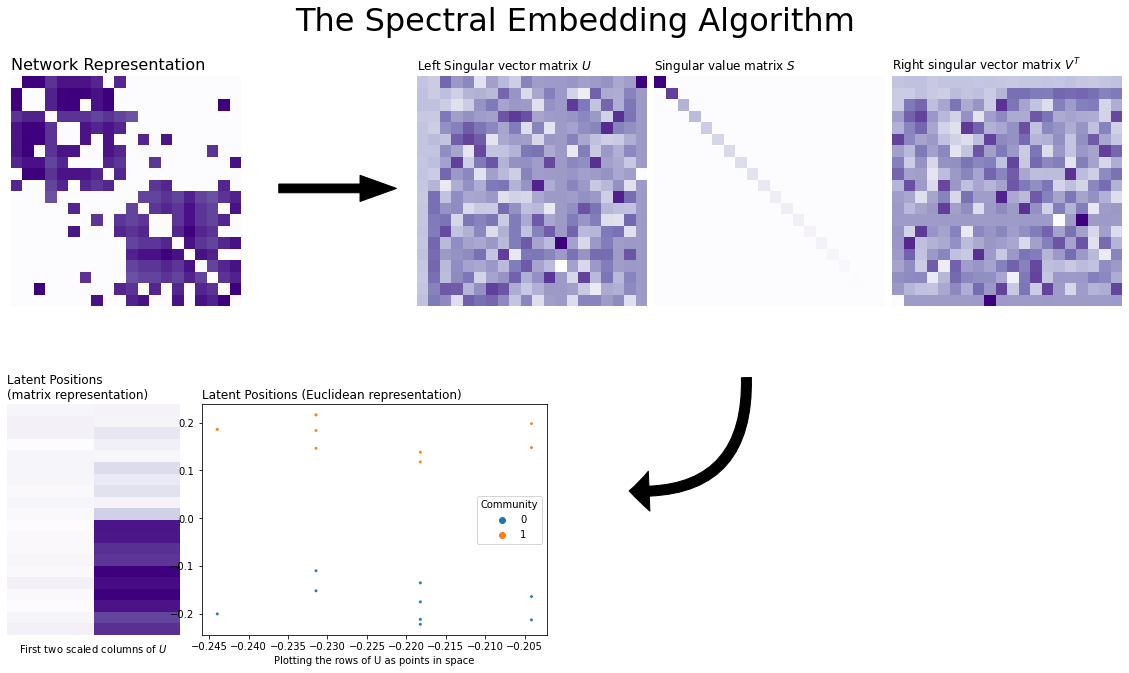 The Spectral Embedding Algorithm
Network Representation
Left Singular vector matrix U
Singular value matrix S
Right singular vector matrix V^T
Latent Positions
(matrix representation)
First two scaled columns of U
Latent Positions (Euclidean representation)
0.2
0.1
0.0
−0.1
−0.2
Community
0
1
−0.245 −0.240 −0.235 −0.230 −0.225 −0.220 −0.215 −0.210 −0.205
Plotting the rows of U as points in space